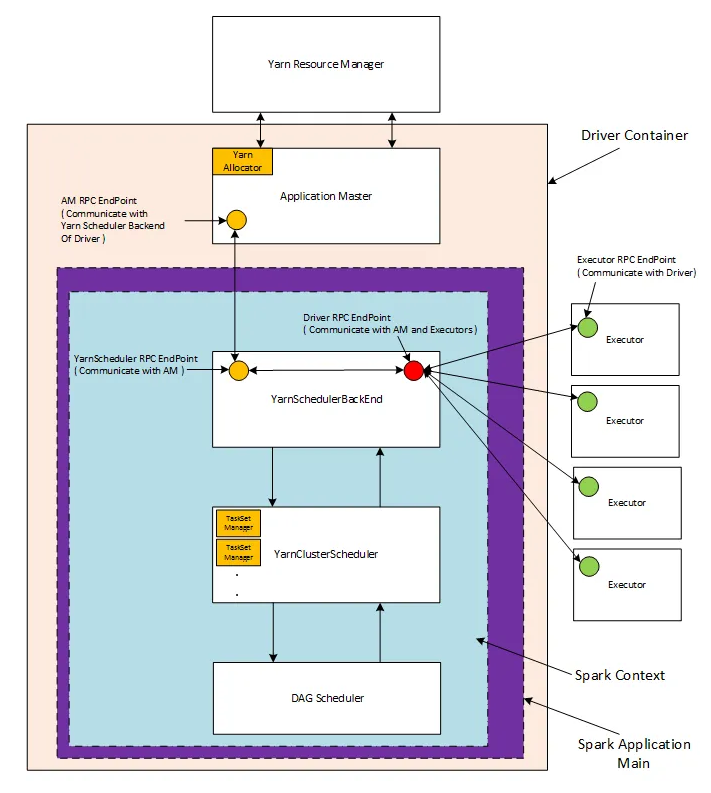 Yarn Resource Manager
Driver Container
Yarn
Allocator
Application Master
AM RPC EndPoint
( Communicate with
Yarn Scheduler Backend
Of Driver )
Executor RPC EndPoint
( Communicate with Driver)
Driver RPC EndPoint
( Communicate with AM and Executors )
Executor
YarnScheduler RPC EndPoint
( Communicate with AM )
YarnSchedulerBackEnd
Executor
Executor
TaskSet
Manager
TaskSet
Manager
.
.
YarnClusterScheduler
Executor
Spark Context
DAG Scheduler
Spark Application
Main